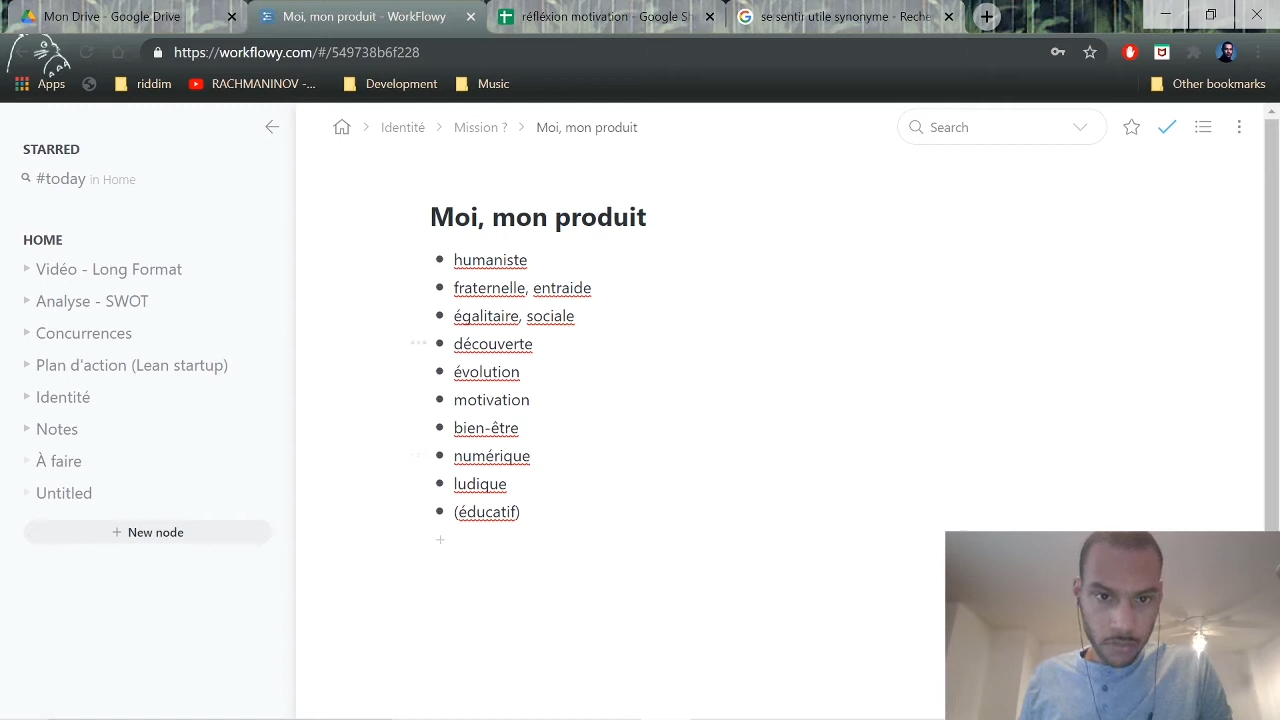 Mon Drive - Google Drive
Moi, mon produit - WorkFlowy
réfléxion motivation - Google Sh
se sentir utile synonyme - Reche
https://workflowy.com/#/549738b6f228
Apps
riddim
RACHMANINOV -...
Development
Music
Other bookmarks
STARRED
#today in Home
HOME
Vidéo - Long Format
Analyse - SWOT
Concurrences
Plan d'action (Lean startup)
Identité
Notes
À faire
Untitled
+ New node
Identité > Mission ? > Moi, mon produit
Search
Moi, mon produit
humaniste
fraternelle, entraide
égalitaire, sociale
découverte
évolution
motivation
bien-être
numérique
ludique
(éducatif)